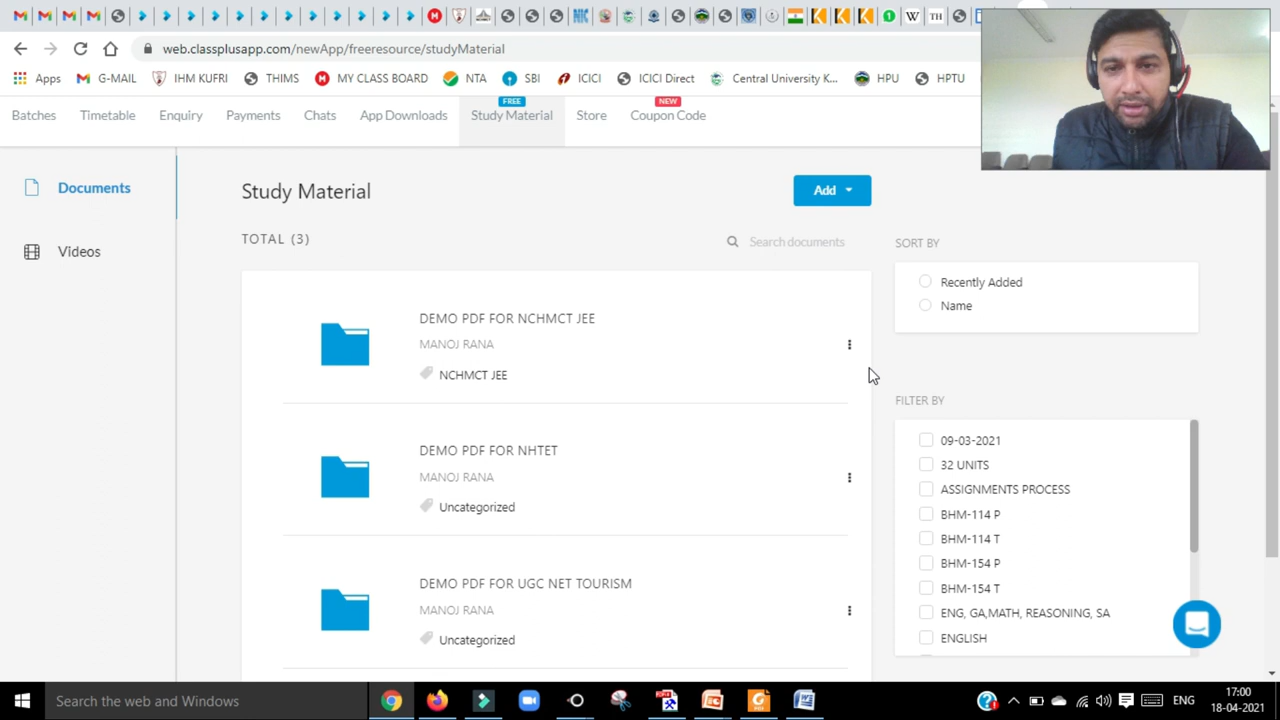 web.classplusapp.com/newApp/freeresource/studyMaterial
Apps G-MAIL IHM KUFRI THIMS MY CLASS BOARD NTA SBI ICICI ICICI Direct Central University K... HPU HPTU
FREE NEW
Batches Timetable Enquiry Payments Chats App Downloads Study Material Store Coupon Code
Documents
Videos
Study Material
Add
TOTAL (3)
Search documents
DEMO PDF FOR NCHMCT JEE
MANOJ RANA
NCHMCT JEE
DEMO PDF FOR NHTET
MANOJ RANA
Uncategorized
DEMO PDF FOR UGC NET TOURISM
MANOJ RANA
Uncategorized
SORT BY
Recently Added
Name
FILTER BY
09-03-2021
32 UNITS
ASSIGNMENTS PROCESS
BHM-114 P
BHM-114 T
BHM-154 P
BHM-154 T
ENG, GA,MATH, REASONING, SA
ENGLISH
Search the web and Windows
ENG
17:00
18-04-2021